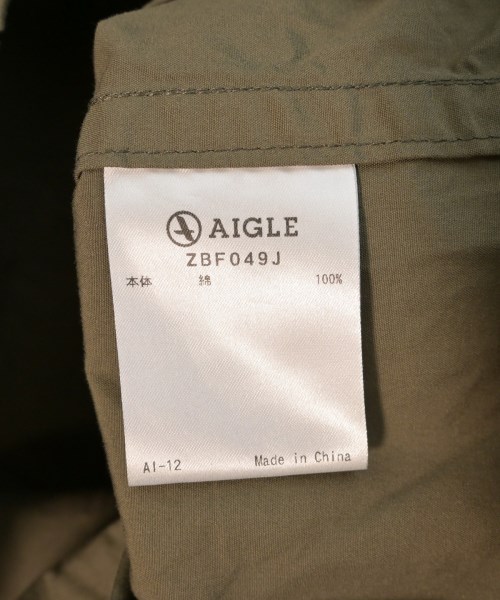 AIGLE
ZBF049J
本体 綿 100%
AI-12 Made in China